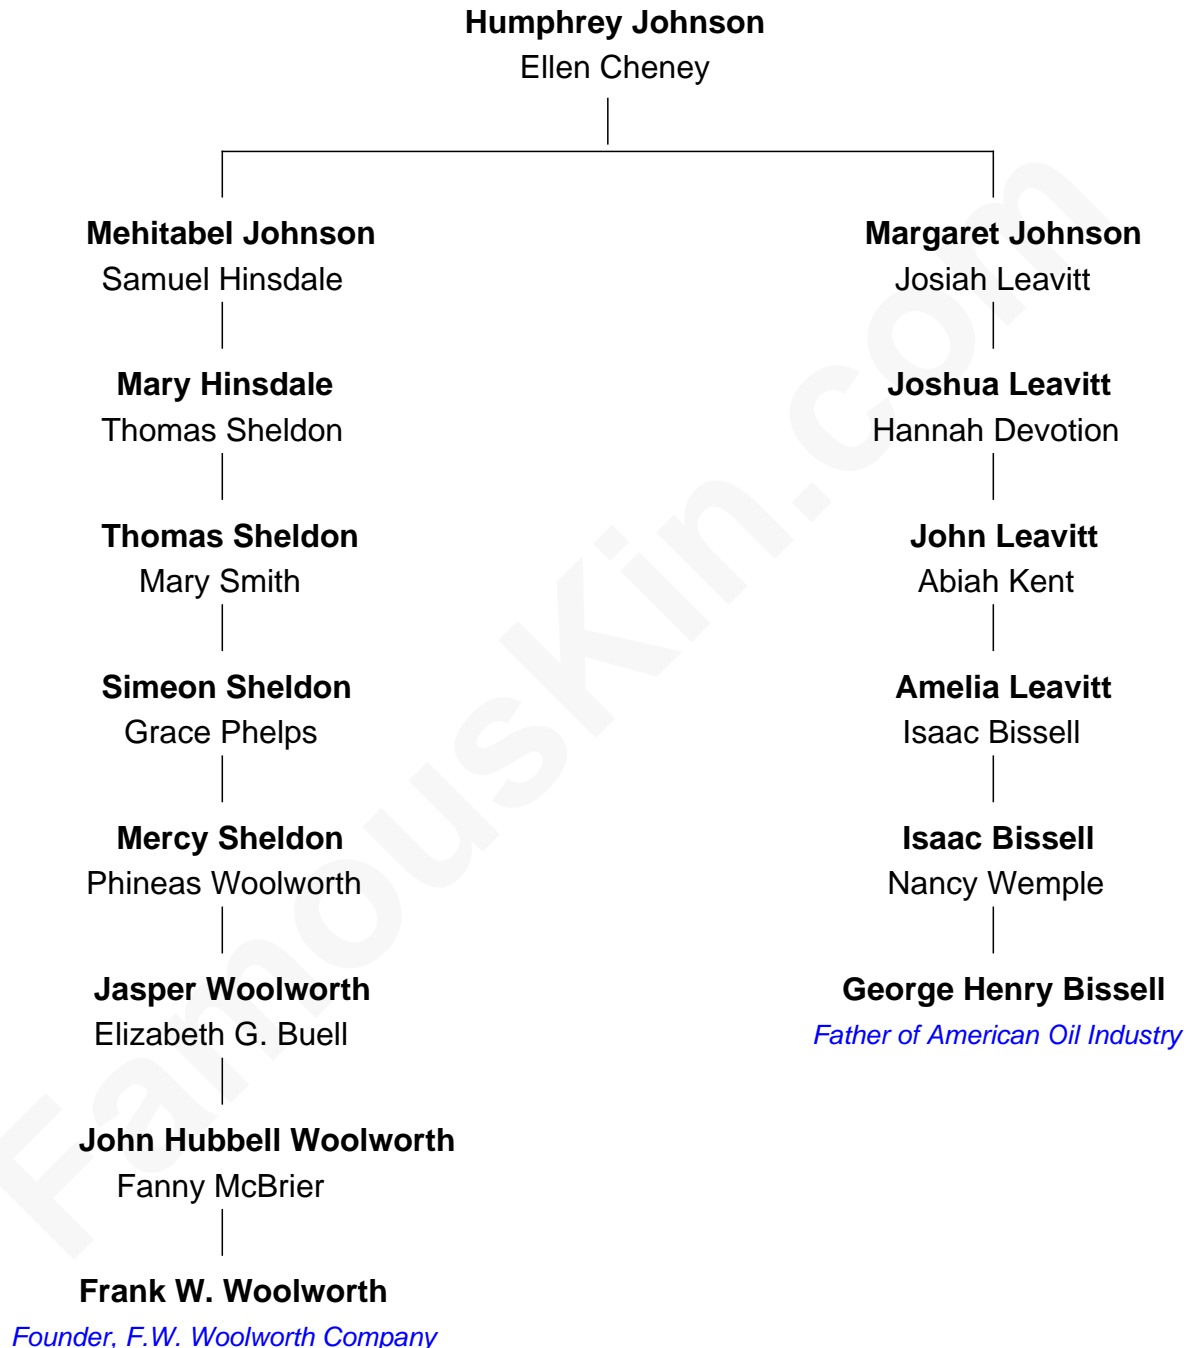 Humphrey Johnson
Ellen Cheney
Mehitabel Johnson
Samuel Hinsdale
Mary Hinsdale
Thomas Sheldon
Thomas Sheldon
Mary Smith
Simeon Sheldon
Grace Phelps
Mercy Sheldon
Phineas Woolworth
Jasper Woolworth
Elizabeth G. Buell
John Hubbell Woolworth
Fanny McBrier
Frank W. Woolworth
Founder, F.W. Woolworth Company
Margaret Johnson
Josiah Leavitt
Joshua Leavitt
Hannah Devotion
John Leavitt
Abiah Kent
Amelia Leavitt
Isaac Bissell
Isaac Bissell
Nancy Wemple
George Henry Bissell
Father of American Oil Industry
FamousKin.com